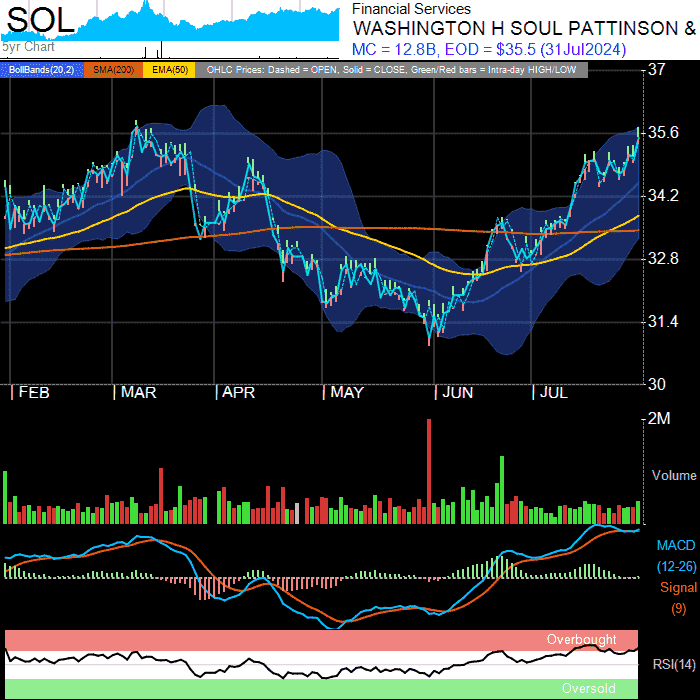 SOL
5yr Chart
Financial Services
WASHINGTON H SOUL PATTINSON &
MC = 12.8B, EOD = $35.5 (31Jul2024)
BollBands(20,2) SMA(200) EMA(50) OHLC Prices: Dashed = OPEN, Solid = CLOSE, Green/Red bars = Intra-day HIGH/LOW
37
35.6
34.2
32.8
31.4
30
FEB MAR APR MAY JUN JUL
2M
Volume
MACD
(12-26)
Signal
(9)
Overbought
RSI(14)
Oversold